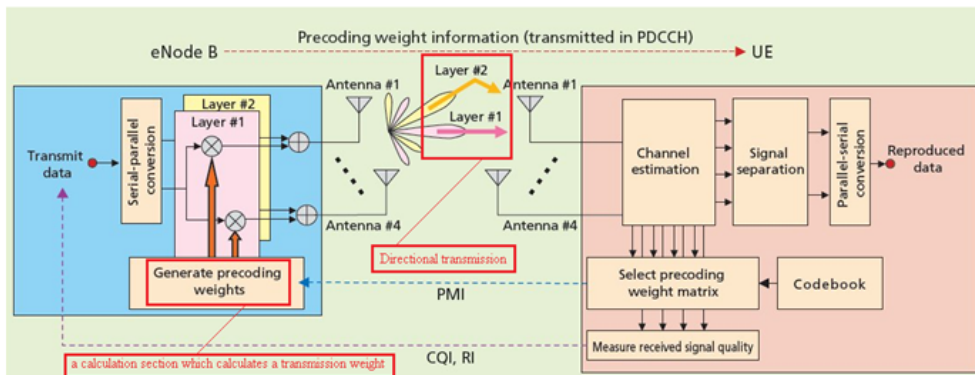 Precoding weight information (transmitted in PDCCH)
eNode B
UE
Antenna #1
Layer #2
Antenna #1
Layer #2
Layer #1
Layer #1
Transmit
data
Serial-parallel
conversion
Channel
estimation
Signal
separation
Parallel-serial
conversion
Reproduced
data
Antenna #4
Antenna #4
Directional transmission
Generate precoding
weights
PMI
Select precoding
weight matrix
Codebook
Measure received signal quality
a calculation section which calculates a transmission weight
CQI, RI